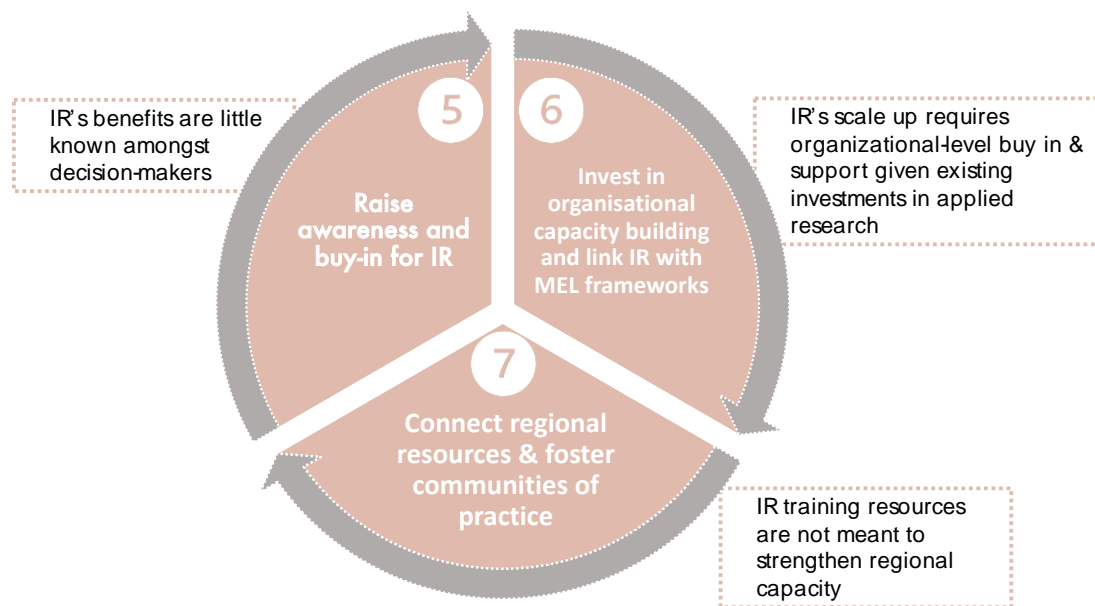 IR's benefits are little
known amongst
decision-makers
5
Raise
awareness and
buy-in for IR
6
Invest in
organisational
capacity building
and link IR with
MEL frameworks
IR's scale up requires
organizational-level buy in &
support given existing
investments in applied
research
7
Connect regional
resources & foster
communities of
practice
IR training resources
are not meant to
strengthen regional
capacity